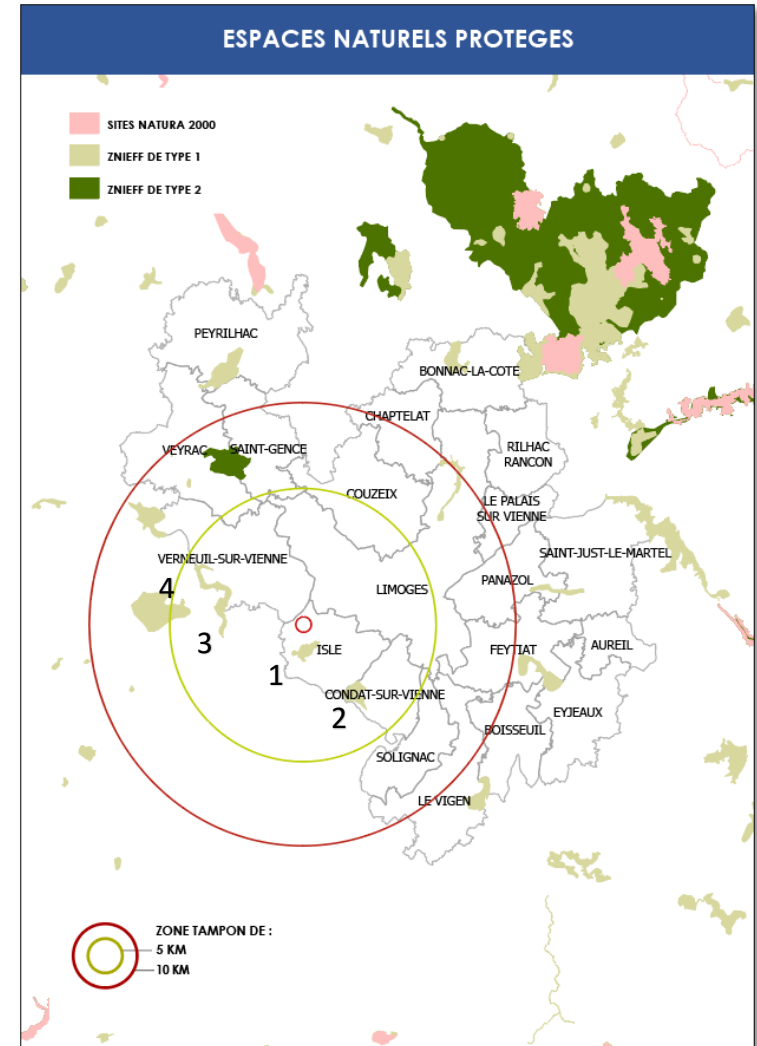 ESPACES NATURELS PROTEGES
SITES NATURA 2000
ZNIEFF DE TYPE 1
ZNIEFF DE TYPE 2
PEYRILHAC
BONNAC-LA-COTE
CHAPTELAT
VEYRAC
SAINT-GENCE
RILHAC
RANCON
COUZEIX
LE PALAIS
SUR VIENNE
VERNEUIL-SUR-VIENNE
SAINT-JUST-LE-MARTEL
4
LIMOGES
PANAZOL
3
ISLE
FEYTIAT
AUREIL
1
CONDAT-SUR-VIENNE
2
EYJEAUX
BOISSEUIL
SOLIGNAC
LE VIGEN
ZONE TAMPON DE :
5 KM
10 KM